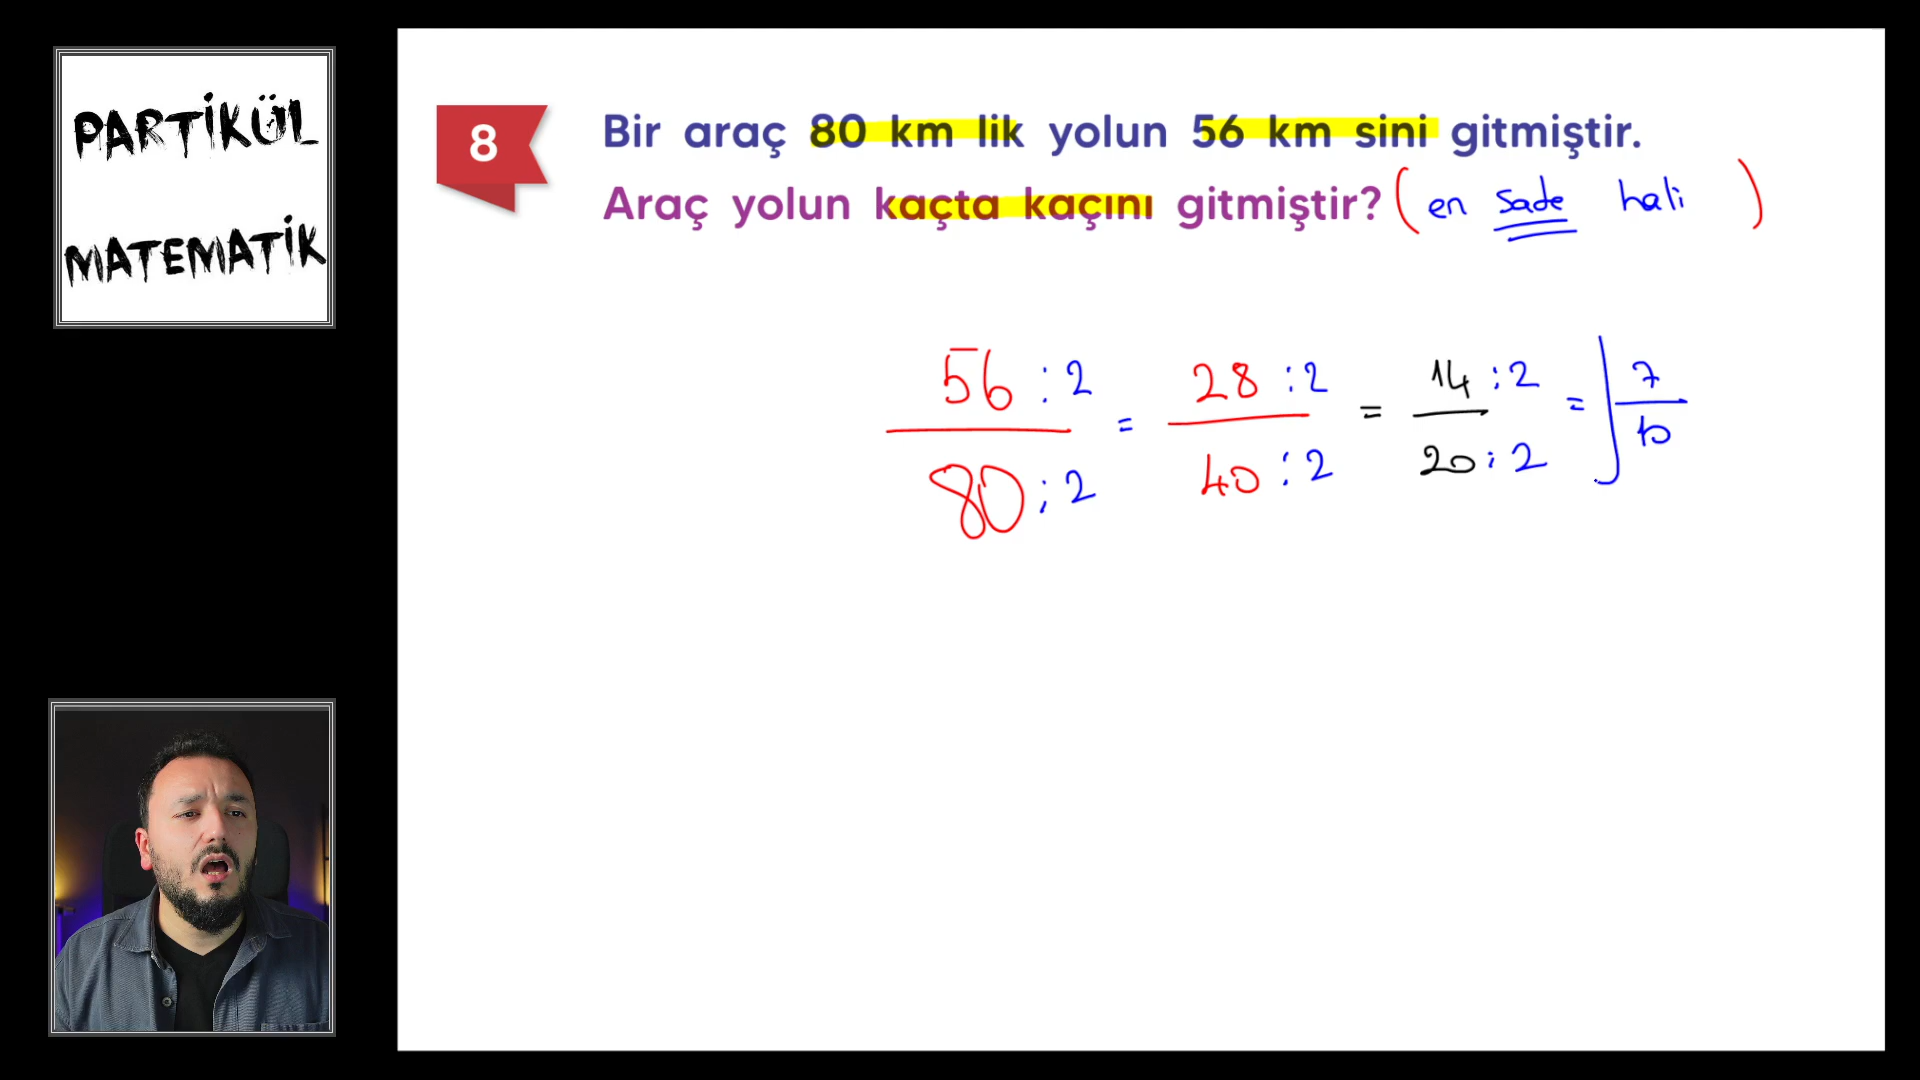 PARTİKÜL
MATEMATİK
8
Bir araç 80 km lik yolun 56 km sini gitmiştir.
Araç yolun kaçta kaçını gitmiştir? (en sade hali)
56 : 2 / 80 : 2 = 28 : 2 / 40 : 2 = 14 : 2 / 20 : 2 = 7 / 10